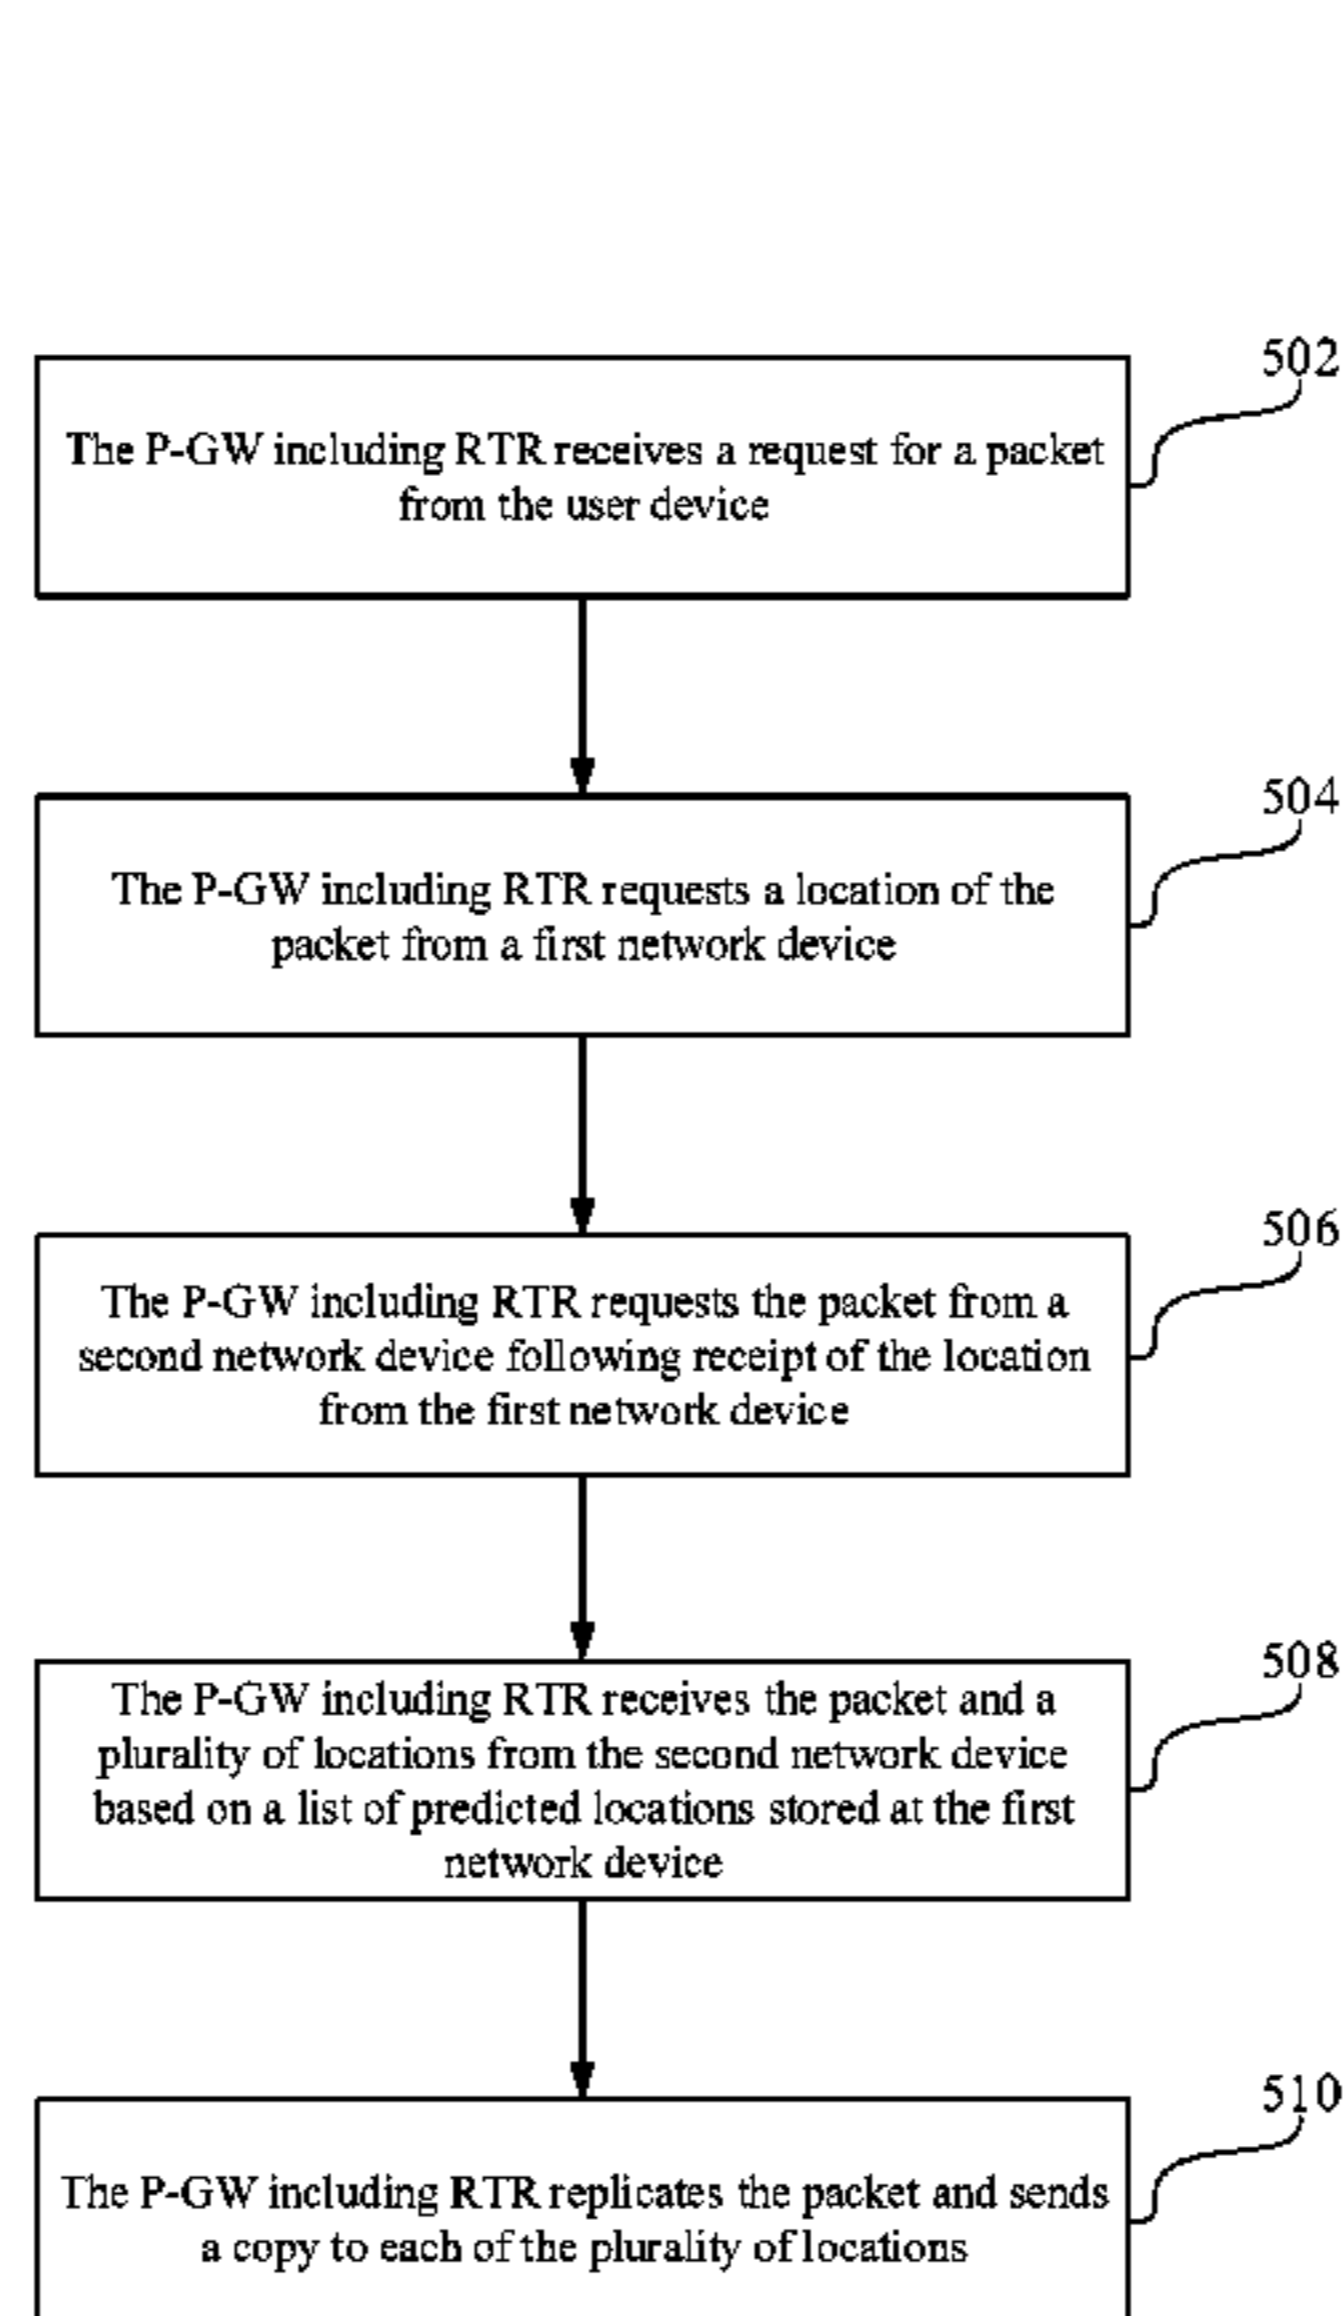 502
The P-GW including RTR receives a request for a packet
from the user device
504
The P-GW including RTR requests a location of the
packet from a first network device
506
The P-GW including RTR requests the packet from a
second network device following receipt of the location
from the first network device
508
The P-GW including RTR receives the packet and a
plurality of locations from the second network device
based on a list of predicted locations stored at the first
network device
510
The P-GW including RTR replicates the packet and sends
a copy to each of the plurality of locations